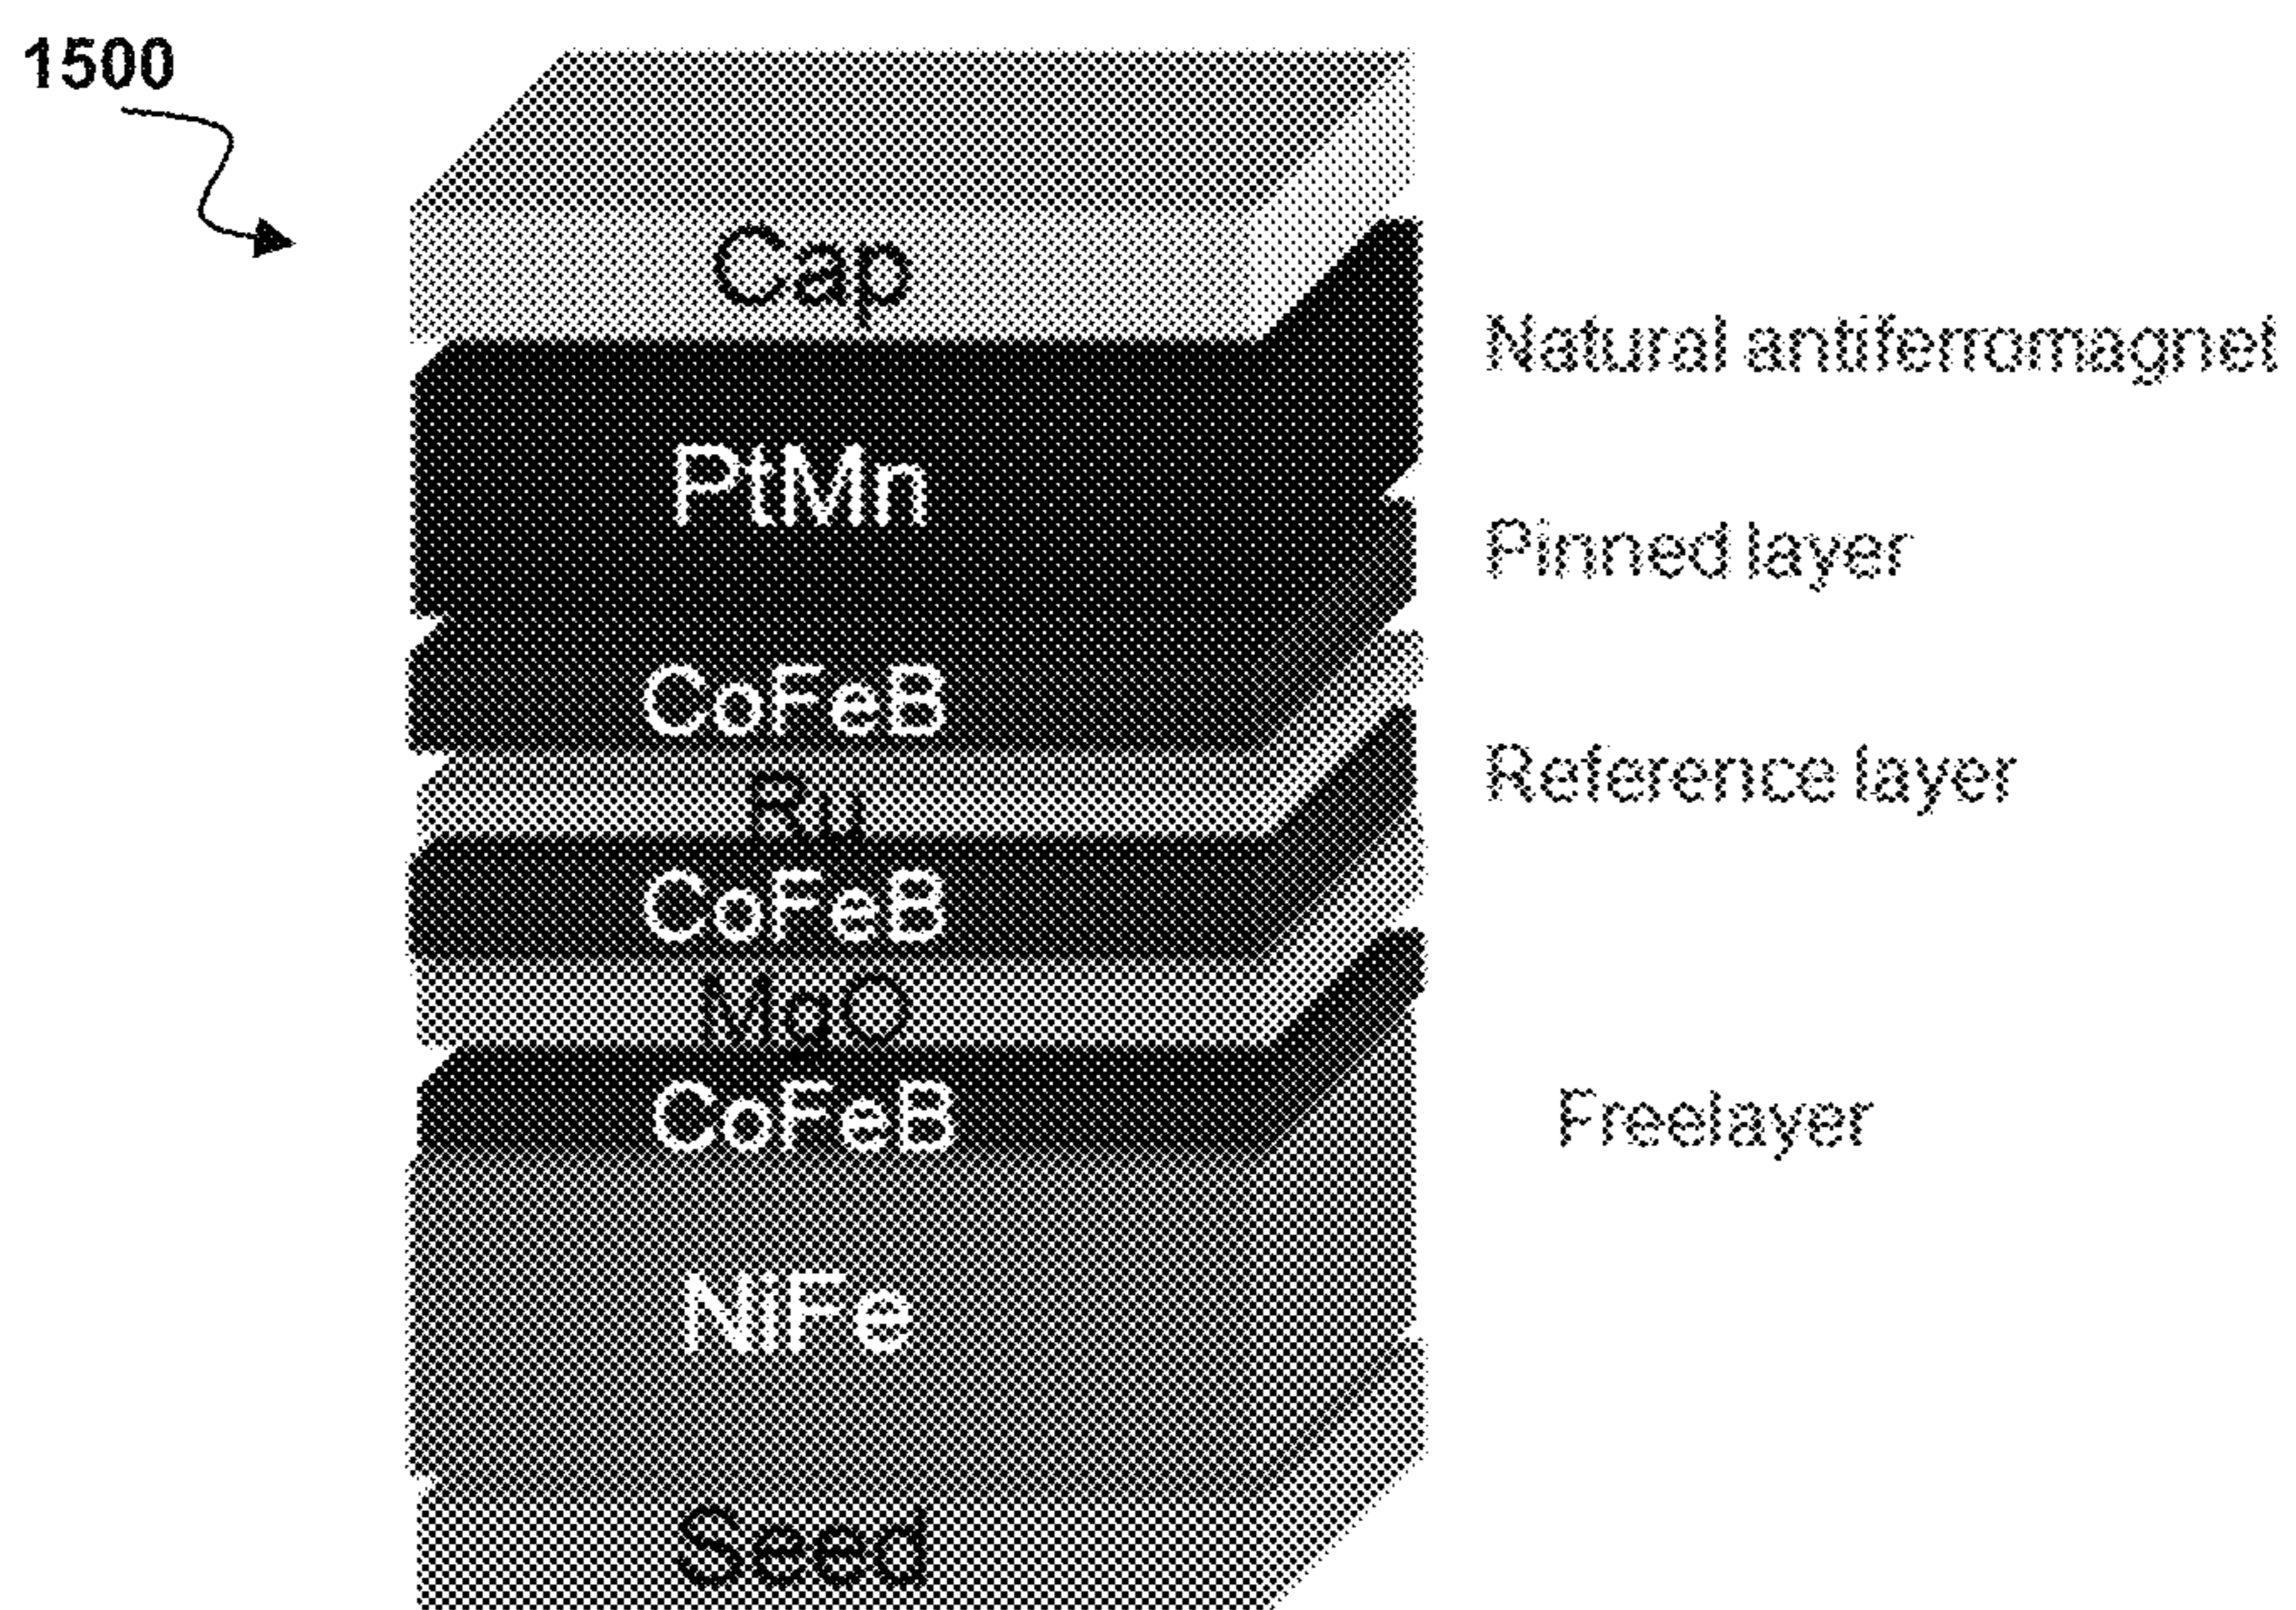 1500
Cap
Natural antiferromagnet
PtMn
Pinned layer
CoFeB
Reference layer
Ru
CoFeB
MgO
CoFeB
Freelayer
NiFe
Seed